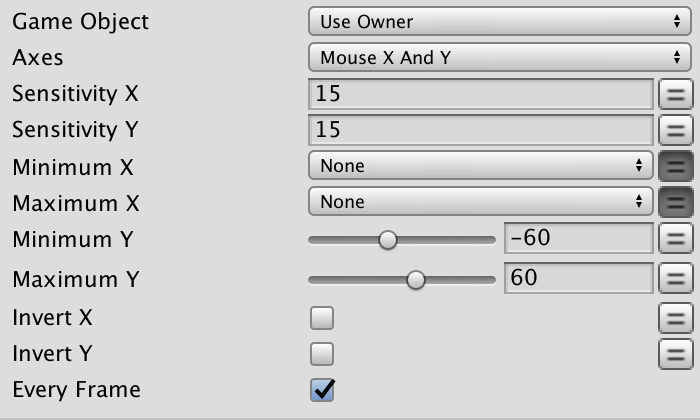 Game Object Use Owner
Axes Mouse X And Y
Sensitivity X 15
Sensitivity Y 15
Minimum X None
Maximum X None
Minimum Y -60
Maximum Y 60
Invert X
Invert Y
Every Frame